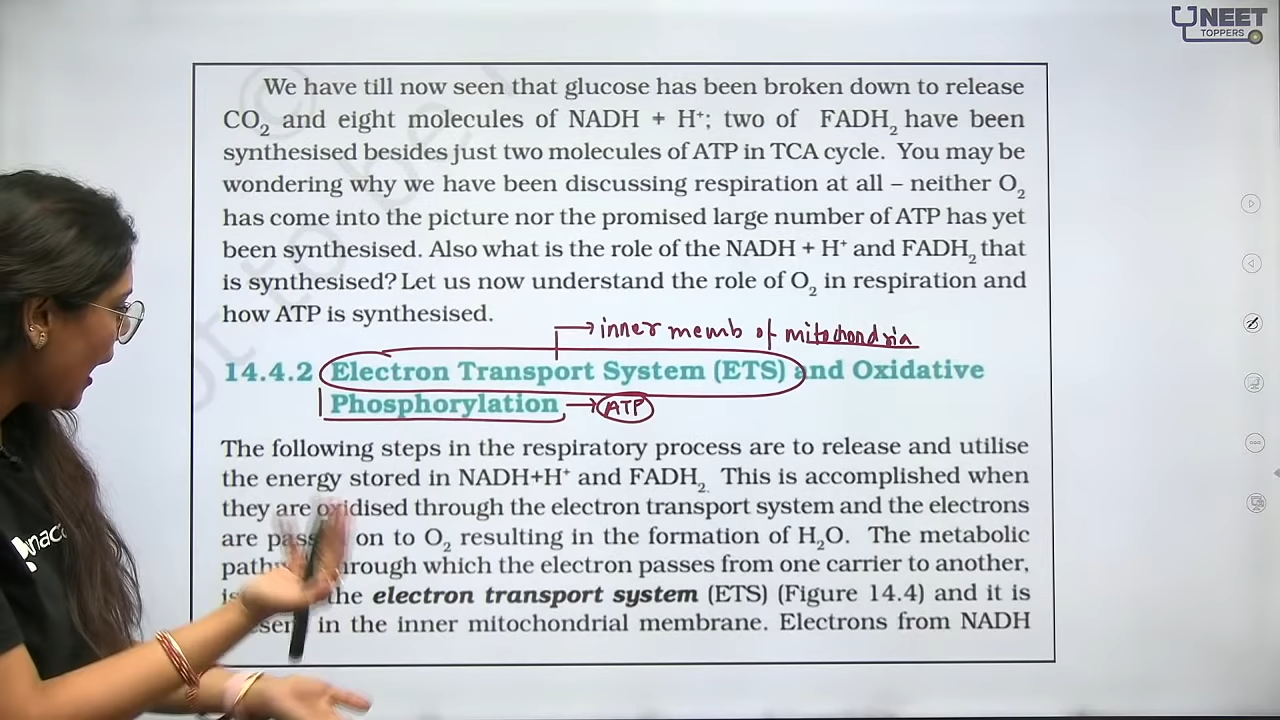 UNEET
TOPPERS
We have till now seen that glucose has been broken down to release
CO₂ and eight molecules of NADH + H⁺; two of FADH₂ have been
synthesised besides just two molecules of ATP in TCA cycle. You may be
wondering why we have been discussing respiration at all – neither O₂
has come into the picture nor the promised large number of ATP has yet
been synthesised. Also what is the role of the NADH + H⁺ and FADH₂ that
is synthesised? Let us now understand the role of O₂ in respiration and
how ATP is synthesised.
→ inner memb of mitochondria
14.4.2 Electron Transport System (ETS) and Oxidative
Phosphorylation → ATP
The following steps in the respiratory process are to release and utilise
the energy stored in NADH+H⁺ and FADH₂. This is accomplished when
they are oxidised through the electron transport system and the electrons
are on to O₂ resulting in the formation of H₂O. The metabolic
through which the electron passes from one carrier to another,
the electron transport system (ETS) (Figure 14.4) and it is
in the inner mitochondrial membrane. Electrons from NADH